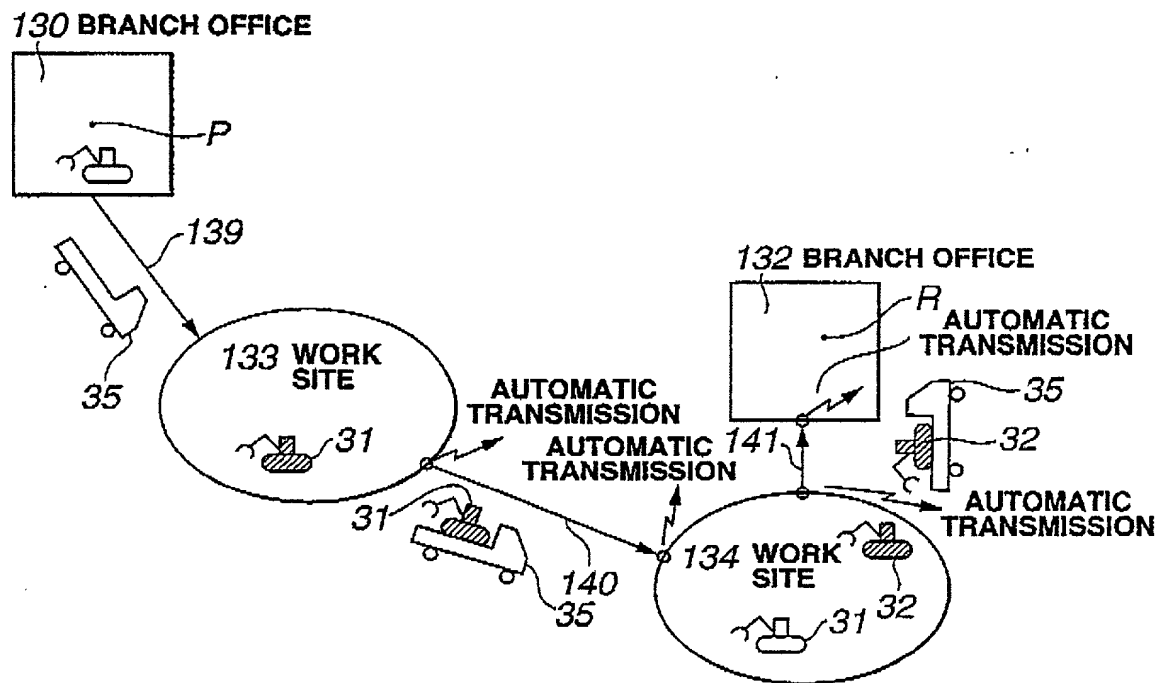 130 BRANCH OFFICE
P
139
35
133 WORK
SITE
31
AUTOMATIC
TRANSMISSION
AUTOMATIC
TRANSMISSION
31
35
140
132 BRANCH OFFICE
R
AUTOMATIC
TRANSMISSION
35
32
141
AUTOMATIC
TRANSMISSION
134 WORK
SITE
32
31